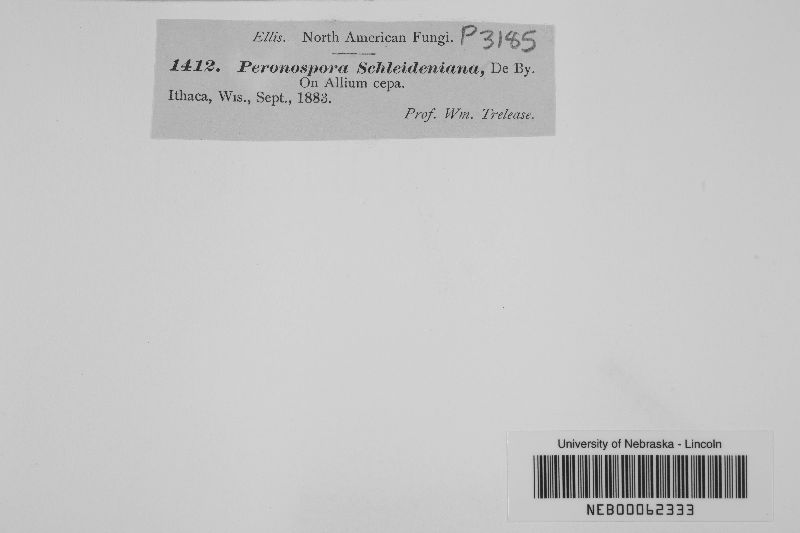 Ellis. North American Fungi. P3185
1412. Peronospora Schleideniana, De By.
On Allium cepa.
Ithaca, Wis., Sept., 1883.
Prof. Wm. Trelease.
University of Nebraska - Lincoln
NEB00062333